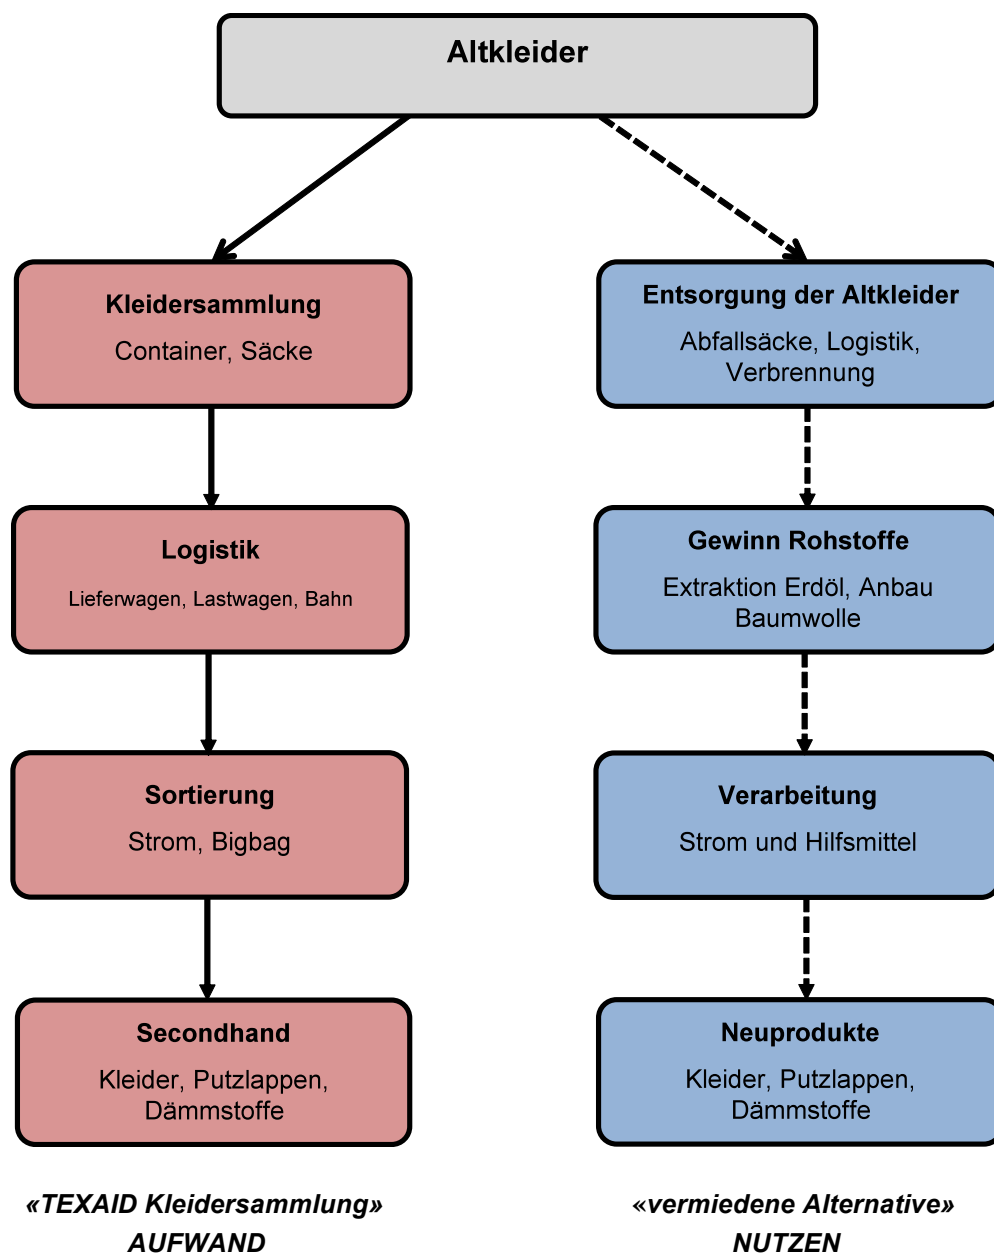 Altkleider
Kleidersammlung
Container, Säcke
Logistik
Lieferwagen, Lastwagen, Bahn
Sortierung
Strom, Bigbag
Secondhand
Kleider, Putzlappen,
Dämmstoffe
«TEXAID Kleidersammlung»
AUFWAND
Entsorgung der Altkleider
Abfallsäcke, Logistik,
Verbrennung
Gewinn Rohstoffe
Extraktion Erdöl, Anbau
Baumwolle
Verarbeitung
Strom und Hilfsmittel
Neuprodukte
Kleider, Putzlappen,
Dämmstoffe
«vermiedene Alternative»
NUTZEN